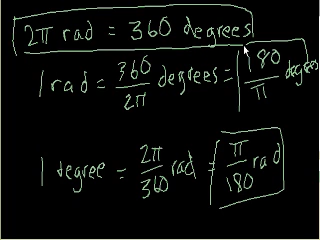 2π rad = 360 degrees
1 rad = 360/2π degrees = 180/π degrees
1 degree = 2π/360 rad = π/180 rad